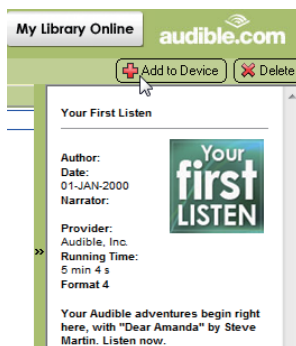 My Library Online
audible.com
Add to Device
Delete
Your First Listen
Author:
Date:
01-JAN-2000
Narrator:
Provider:
Audible, Inc.
Running Time:
5 min 4 s
Format 4
Your
first
LISTEN
»
Your Audible adventures begin right
here, with "Dear Amanda" by Steve
Martin. Listen now.